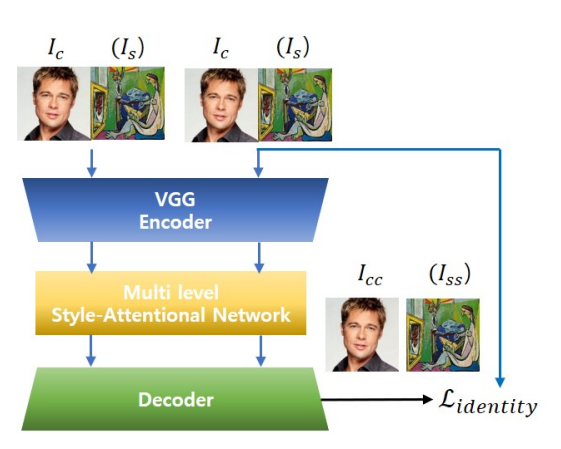 I_c (I_s) I_c (I_s)
VGG
Encoder
Multi level
Style-Attentional Network
I_cc (I_ss)
Decoder
ℒ_identity